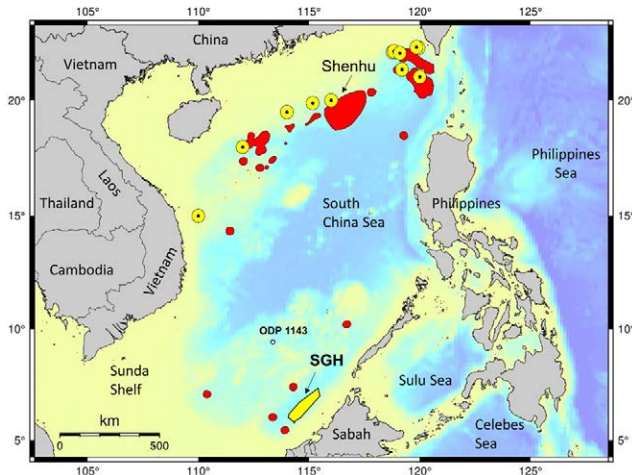 105° 110° 115° 120° 125°
China
Vietnam
Shenhu
20° 20°
Laos
Philippines
Sea
Thailand
South
China Sea
Philippines
15° 15°
Cambodia
Vietnam
10° 10°
ODP 1143
SGH
Sunda
Shelf
Sulu Sea
km
0 500
Celebes
Sea
Sabah
5° 5°
105° 110° 115° 120° 125°